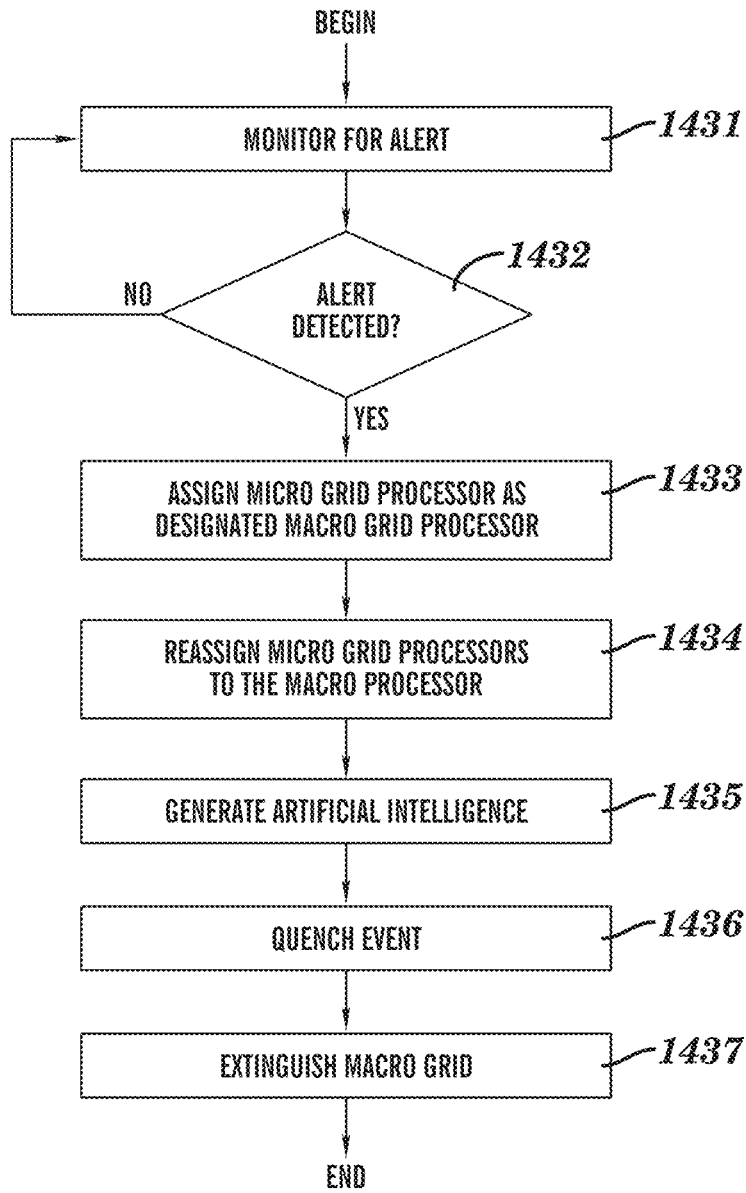 BEGIN
MONITOR FOR ALERT
1431
1432
ALERT
DETECTED?
NO
YES
ASSIGN MICRO GRID PROCESSOR AS
DESIGNATED MACRO GRID PROCESSOR
1433
REASSIGN MICRO GRID PROCESSORS
TO THE MACRO PROCESSOR
1434
GENERATE ARTIFICIAL INTELLIGENCE
1435
QUENCH EVENT
1436
EXTINGUISH MACRO GRID
1437
END